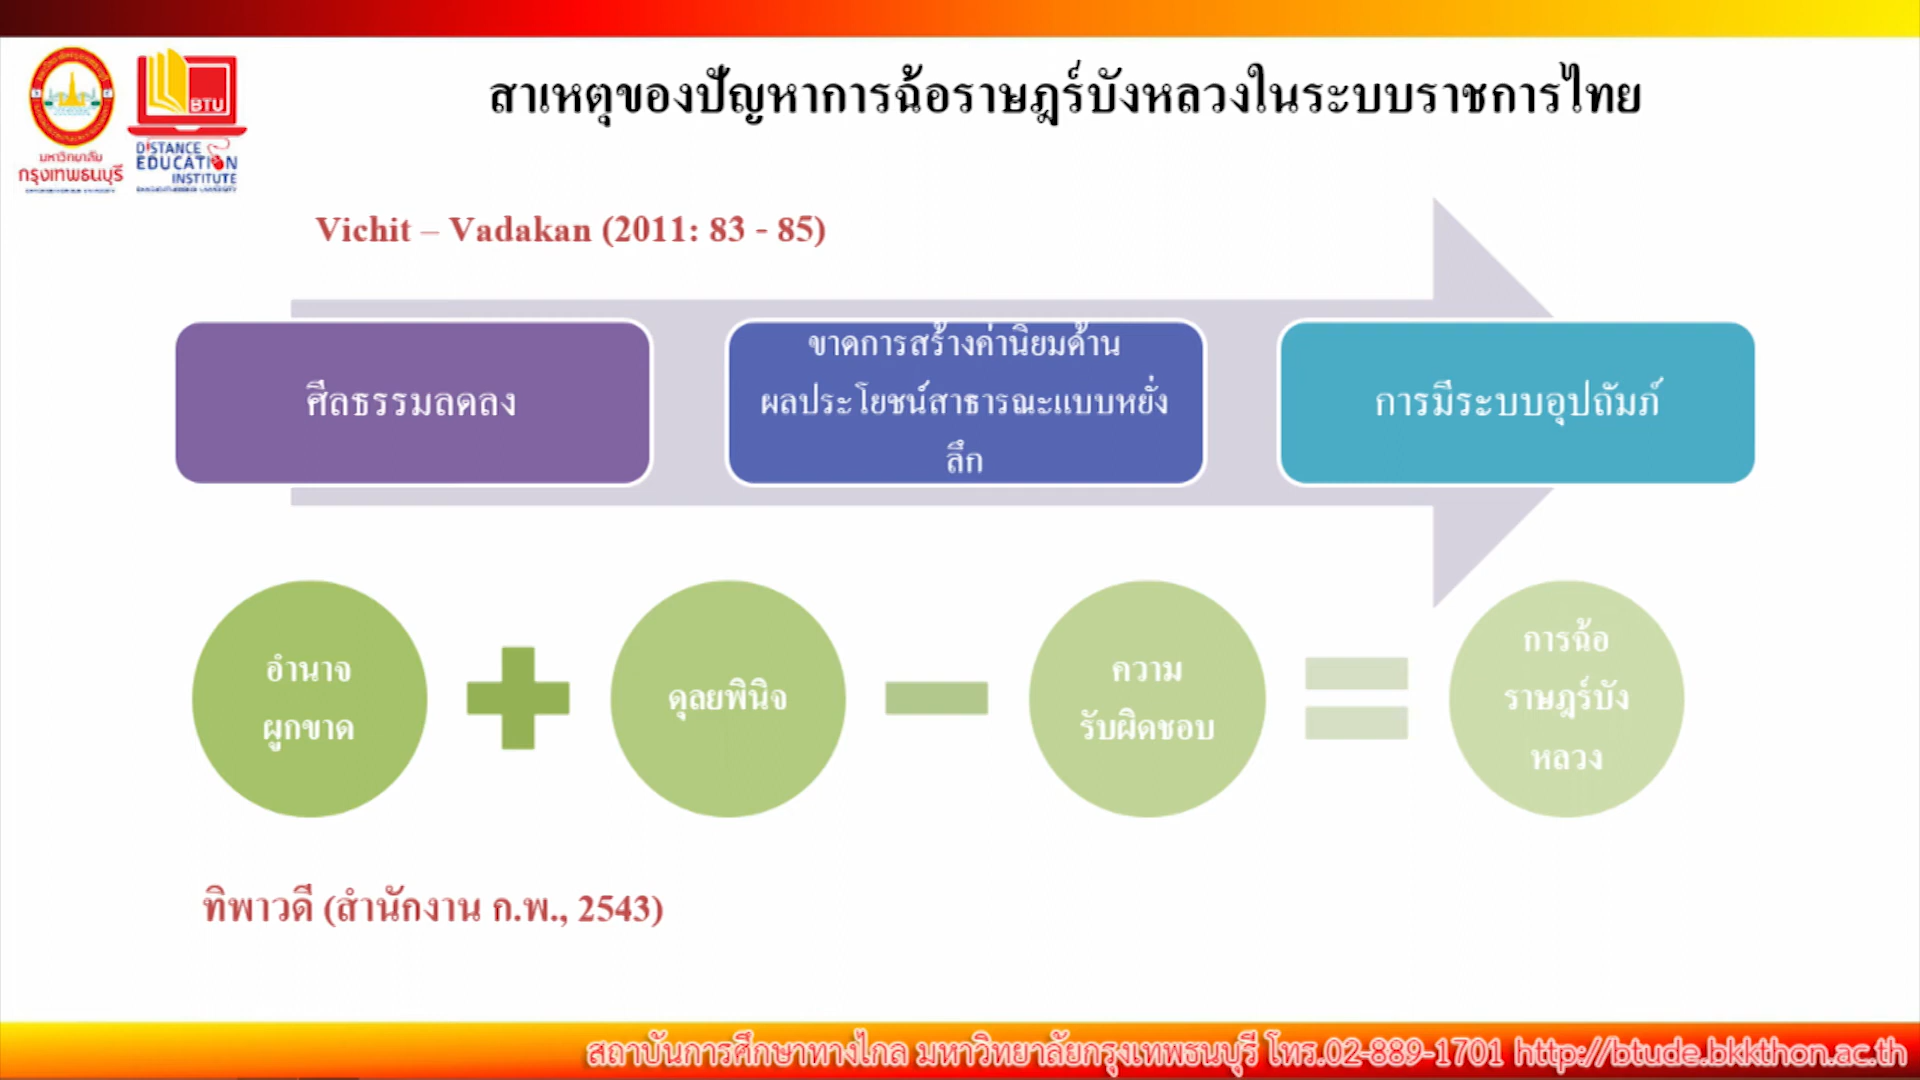 สาเหตุของปัญหาการฉ้อราษฎร์บังหลวงในระบบราชการไทย
BTU
DISTANCE
EDUCATION
INSTITUTE
มหาวิทยาลัย
กรุงเทพธนบุรี
Vichit – Vadakan (2011: 83 - 85)
ศีลธรรมลดลง
ขาดการสร้างค่านิยมด้าน
ผลประโยชน์สาธารณะแบบหยั่ง
ลึก
การมีระบบอุปถัมภ์
อำนาจ
ผูกขาด
ดุลยพินิจ
ความ
รับผิดชอบ
การฉ้อ
ราษฎร์บัง
หลวง
ทิพาวดี (สำนักงาน ก.พ., 2543)
สถาบันการศึกษาทางไกล มหาวิทยาลัยกรุงเทพธนบุรี โทร.02-889-1701 http://btude.bkkthon.ac.th